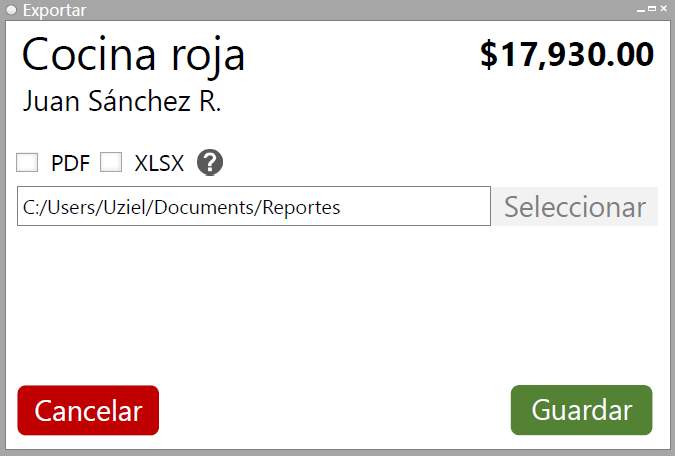 Exportar
Cocina roja $17,930.00
Juan Sánchez R.
PDF XLSX ?
C:/Users/Uziel/Documents/Reportes Seleccionar
Cancelar Guardar